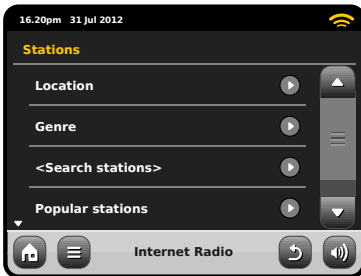 16.20pm 31 Jul 2012
Stations
Location
Genre
<Search stations>
Popular stations
Internet Radio